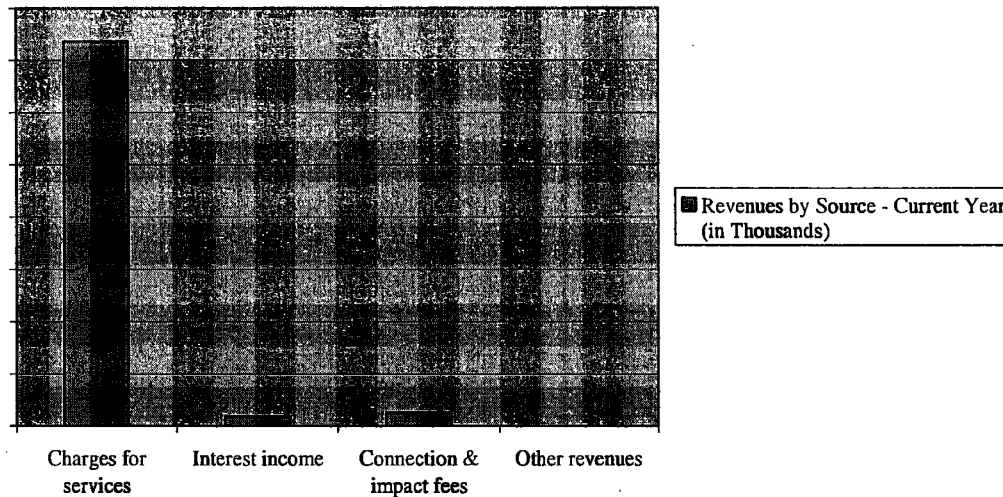 Revenues by Source - Current Year
(in Thousands)
Charges for services
Interest income
Connection & impact fees
Other revenues